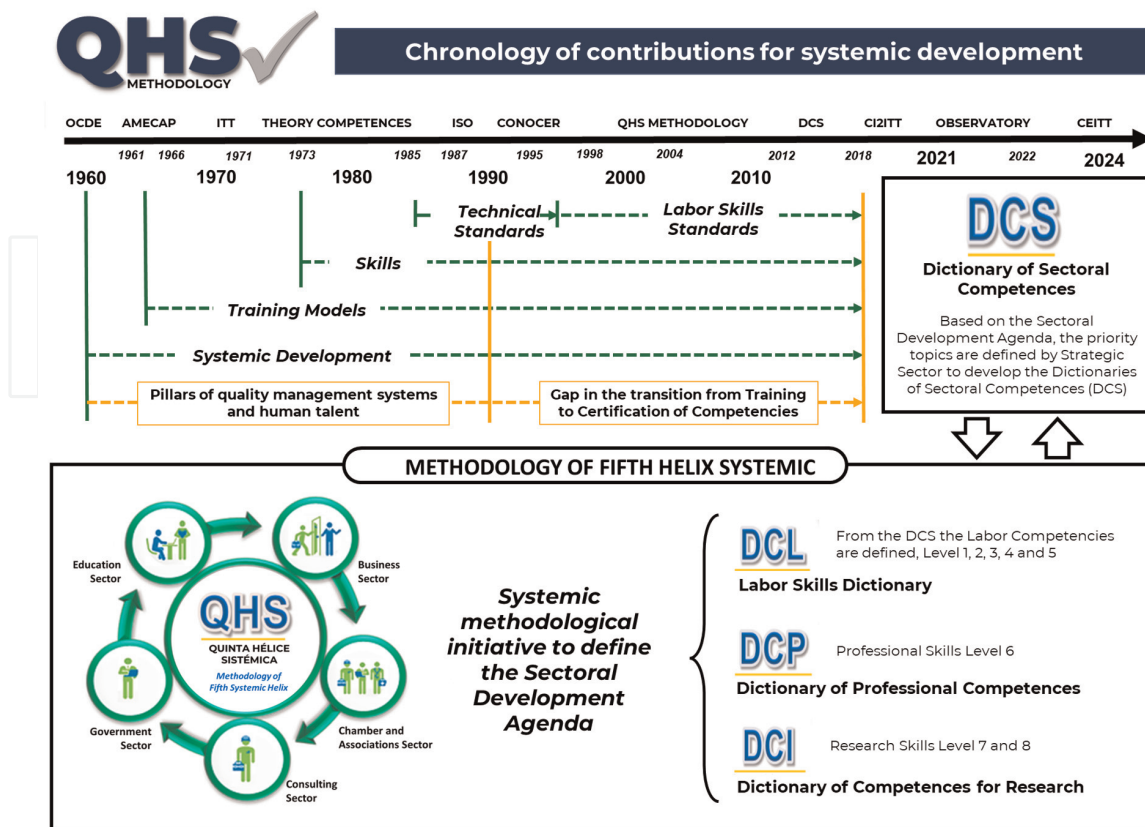 QHS
METHODOLOGY
Chronology of contributions for systemic development
OCDE AMECAP ITT THEORY COMPETENCES ISO CONOCER QHS METHODOLOGY DCS CI2ITT OBSERVATORY CEITT
1961 1966 1971 1973 1985 1987 1995 1998 2004 2012 2018 2021 2022 2024
1960 1970 1980 1990 2000 2010
Technical
Standards
Labor Skills
Standards
Skills
Training Models
Systemic Development
Pillars of quality management systems
and human talent
Gap in the transition from Training
to Certification of Competencies
DCS
Dictionary of Sectoral
Competences
Based on the Sectoral
Development Agenda, the priority
topics are defined by Strategic
Sector to develop the Dictionaries
of Sectoral Competences (DCS)
METHODOLOGY OF FIFTH HELIX SYSTEMIC
Education
Sector
Business
Sector
QHS
QUINTA HÉLICE
SISTÉMICA
Methodology of
Fifth Systemic Helix
Government
Sector
Chamber and
Associations Sector
Consulting
Sector
Systemic
methodological
initiative to define
the Sectoral
Development
Agenda
DCL
From the DCS the Labor Competencies
are defined, Level 1, 2, 3, 4 and 5
Labor Skills Dictionary
DCP
Professional Skills Level 6
Dictionary of Professional Competences
DCI
Research Skills Level 7 and 8
Dictionary of Competences for Research